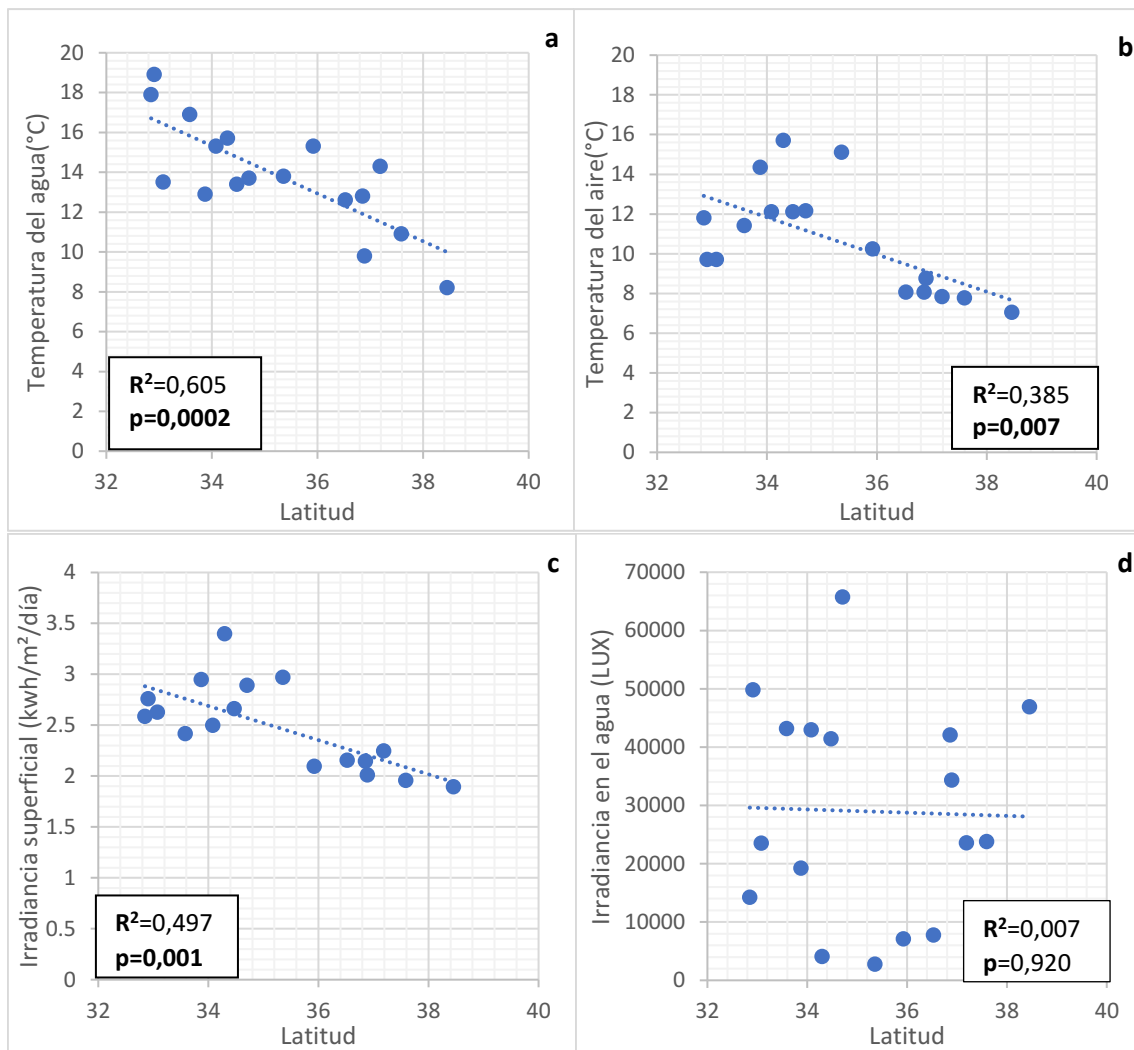 a
20
18
16
14
12
10
8
6
4
2
0
Temperatura del agua(°C)
R²=0,605
p=0,0002
32 34 36 38 40
Latitud
b
20
18
16
14
12
10
8
6
4
2
0
Temperatura del aire(°C)
R²=0,385
p=0,007
32 34 36 38 40
Latitud
c
4
3.5
3
2.5
2
1.5
1
0.5
0
Irradiancia superficial (kwh/m²/día)
R²=0,497
p=0,001
32 34 36 38 40
Latitud
d
70000
60000
50000
40000
30000
20000
10000
0
Irradiancia en el agua (LUX)
R²=0,007
p=0,920
32 34 36 38 40
Latitud